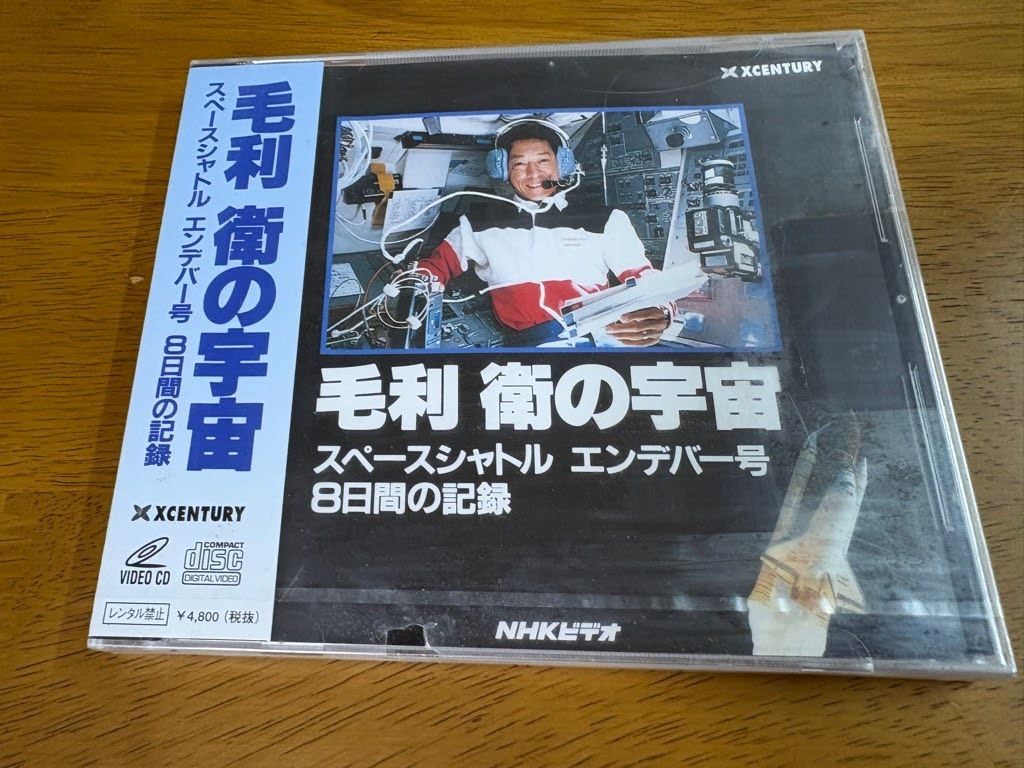 毛利 衛の宇宙
スペースシャトル エンデバー号 8日間の記録
XCENTURY
VIDEO CD
COMPACT
disc
DIGITAL VIDEO
レンタル禁止 ￥4,800（税抜）
XCENTURY
毛利 衛の宇宙
スペースシャトル エンデバー号
8日間の記録
NHKビデオ